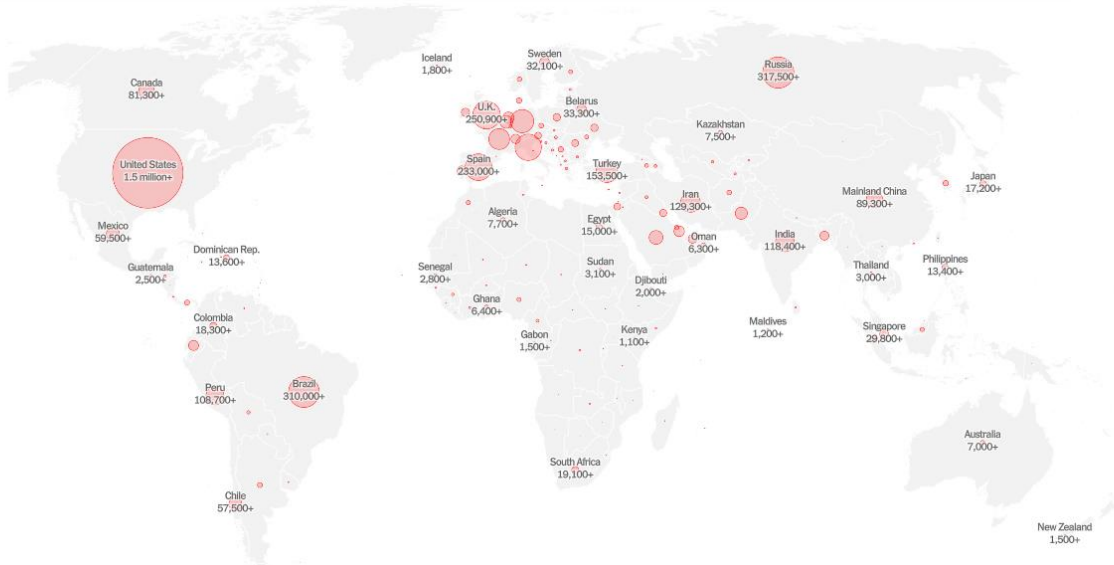 Iceland
1,800+
Sweden
32,100+
Russia
317,500+
Canada
81,300+
U.K.
250,900+
Belarus
33,300+
Kazakhstan
7,500+
United States
1.5 million+
Spain
233,000+
Turkey
153,500+
Iran
129,300+
Mainland China
89,300+
Japan
17,200+
Mexico
59,500+
Algeria
7,700+
Egypt
15,000+
Oman
6,300+
India
118,400+
Dominican Rep.
13,600+
Guatemala
2,500+
Senegal
2,800+
Sudan
3,100+
Djibouti
2,000+
Thailand
3,000+
Philippines
13,400+
Ghana
6,400+
Colombia
18,300+
Gabon
1,500+
Kenya
1,100+
Maldives
1,200+
Singapore
29,800+
Peru
108,700+
Brazil
310,000+
Australia
7,000+
South Africa
19,100+
Chile
57,500+
New Zealand
1,500+